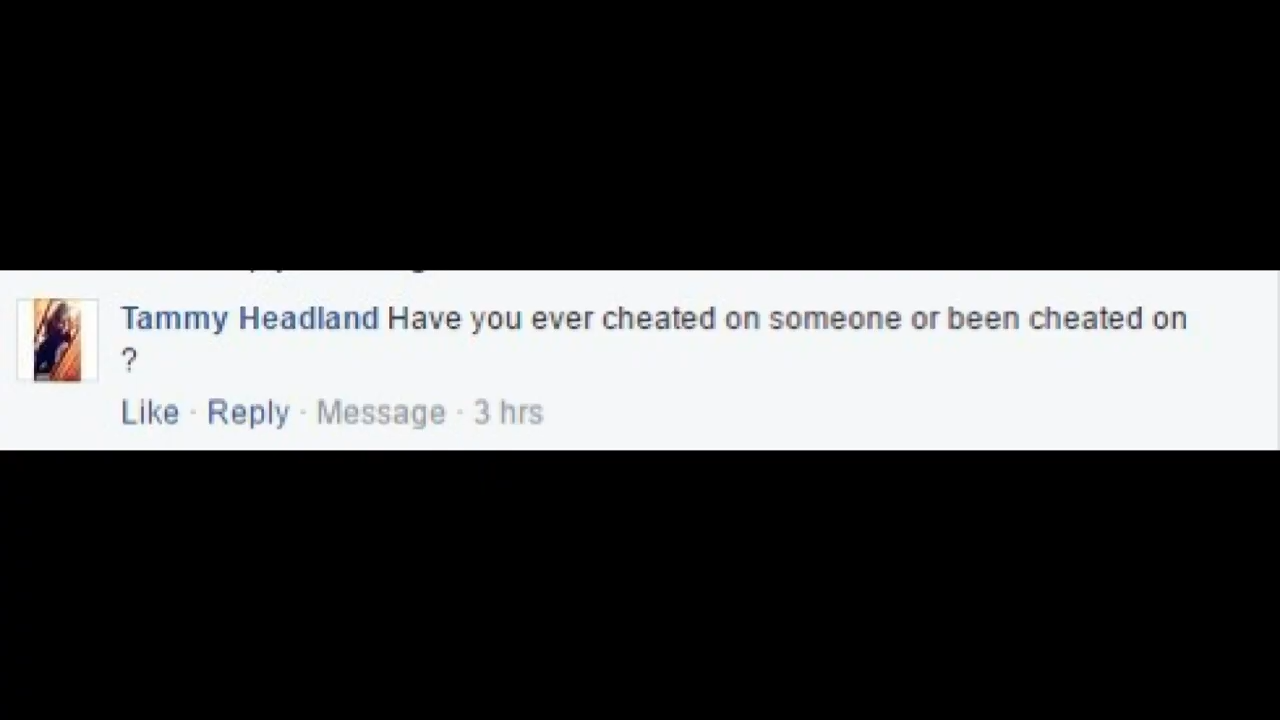 Tammy Headland Have you ever cheated on someone or been cheated on
?
Like · Reply · Message · 3 hrs